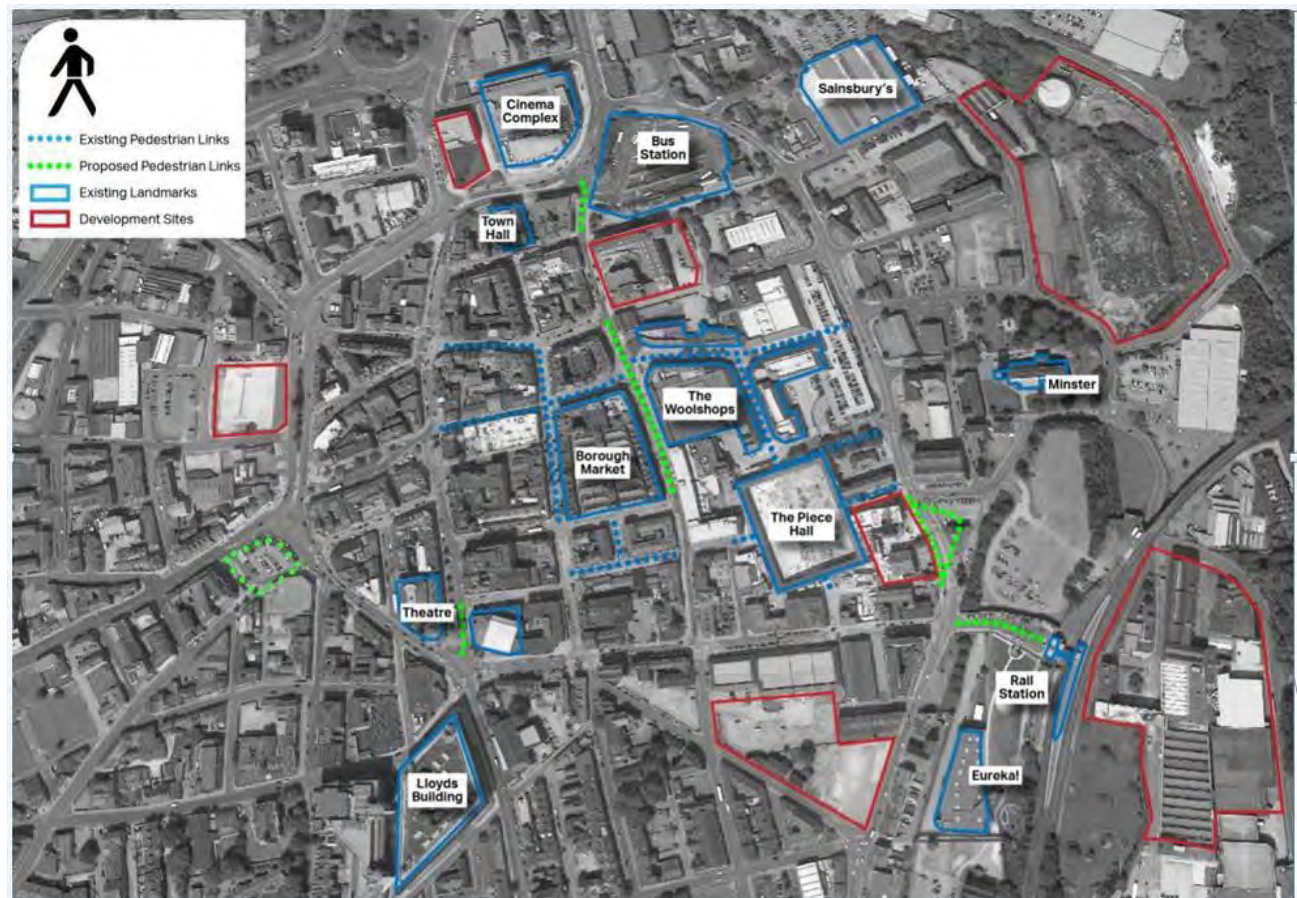 Existing Pedestrian Links
Proposed Pedestrian Links
Existing Landmarks
Development Sites
Cinema
Complex
Sainsbury's
Bus
Station
Town
Hall
The
Woolshops
Minster
Borough
Market
The Piece
Hall
Theatre
Rail
Station
Lloyds
Building
Eureka!